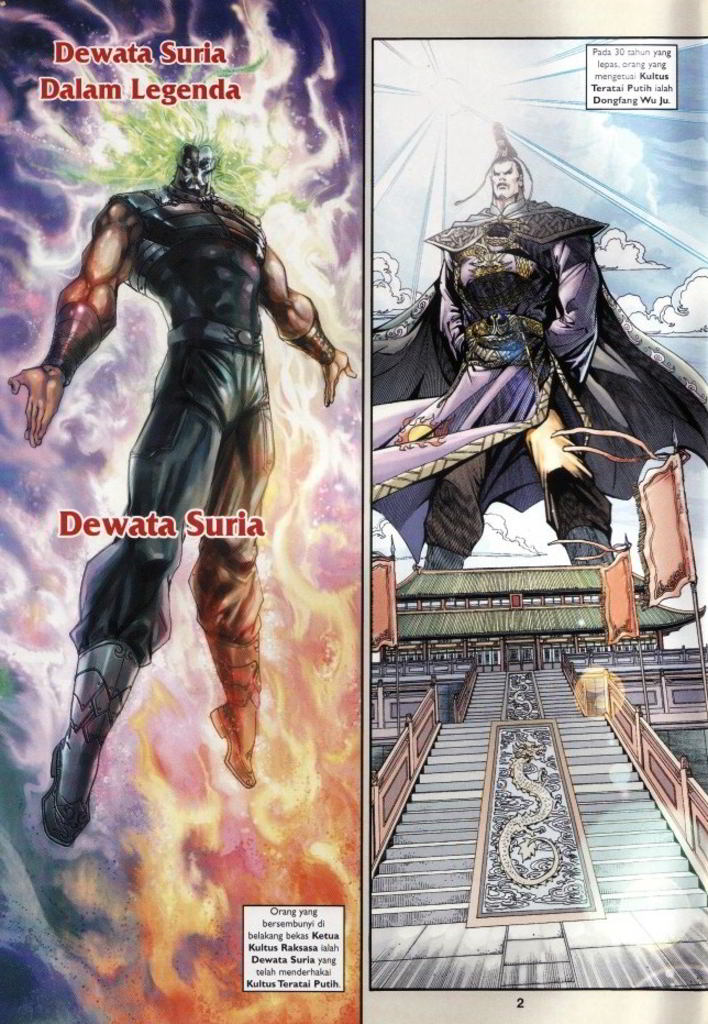 Dewata Suria
Dalam Legenda
Dewata Suria
Orang yang
bersembunyi di
belakang bekas Ketua
Kultus Raksasa ialah
Dewata Suria yang
telah menderhakai
Kultus Teratai Putih.
Pada 30 tahun yang
lepas, orang yang
mengetuai Kultus
Teratai Putih ialah
Dongfang Wu Ju.
2